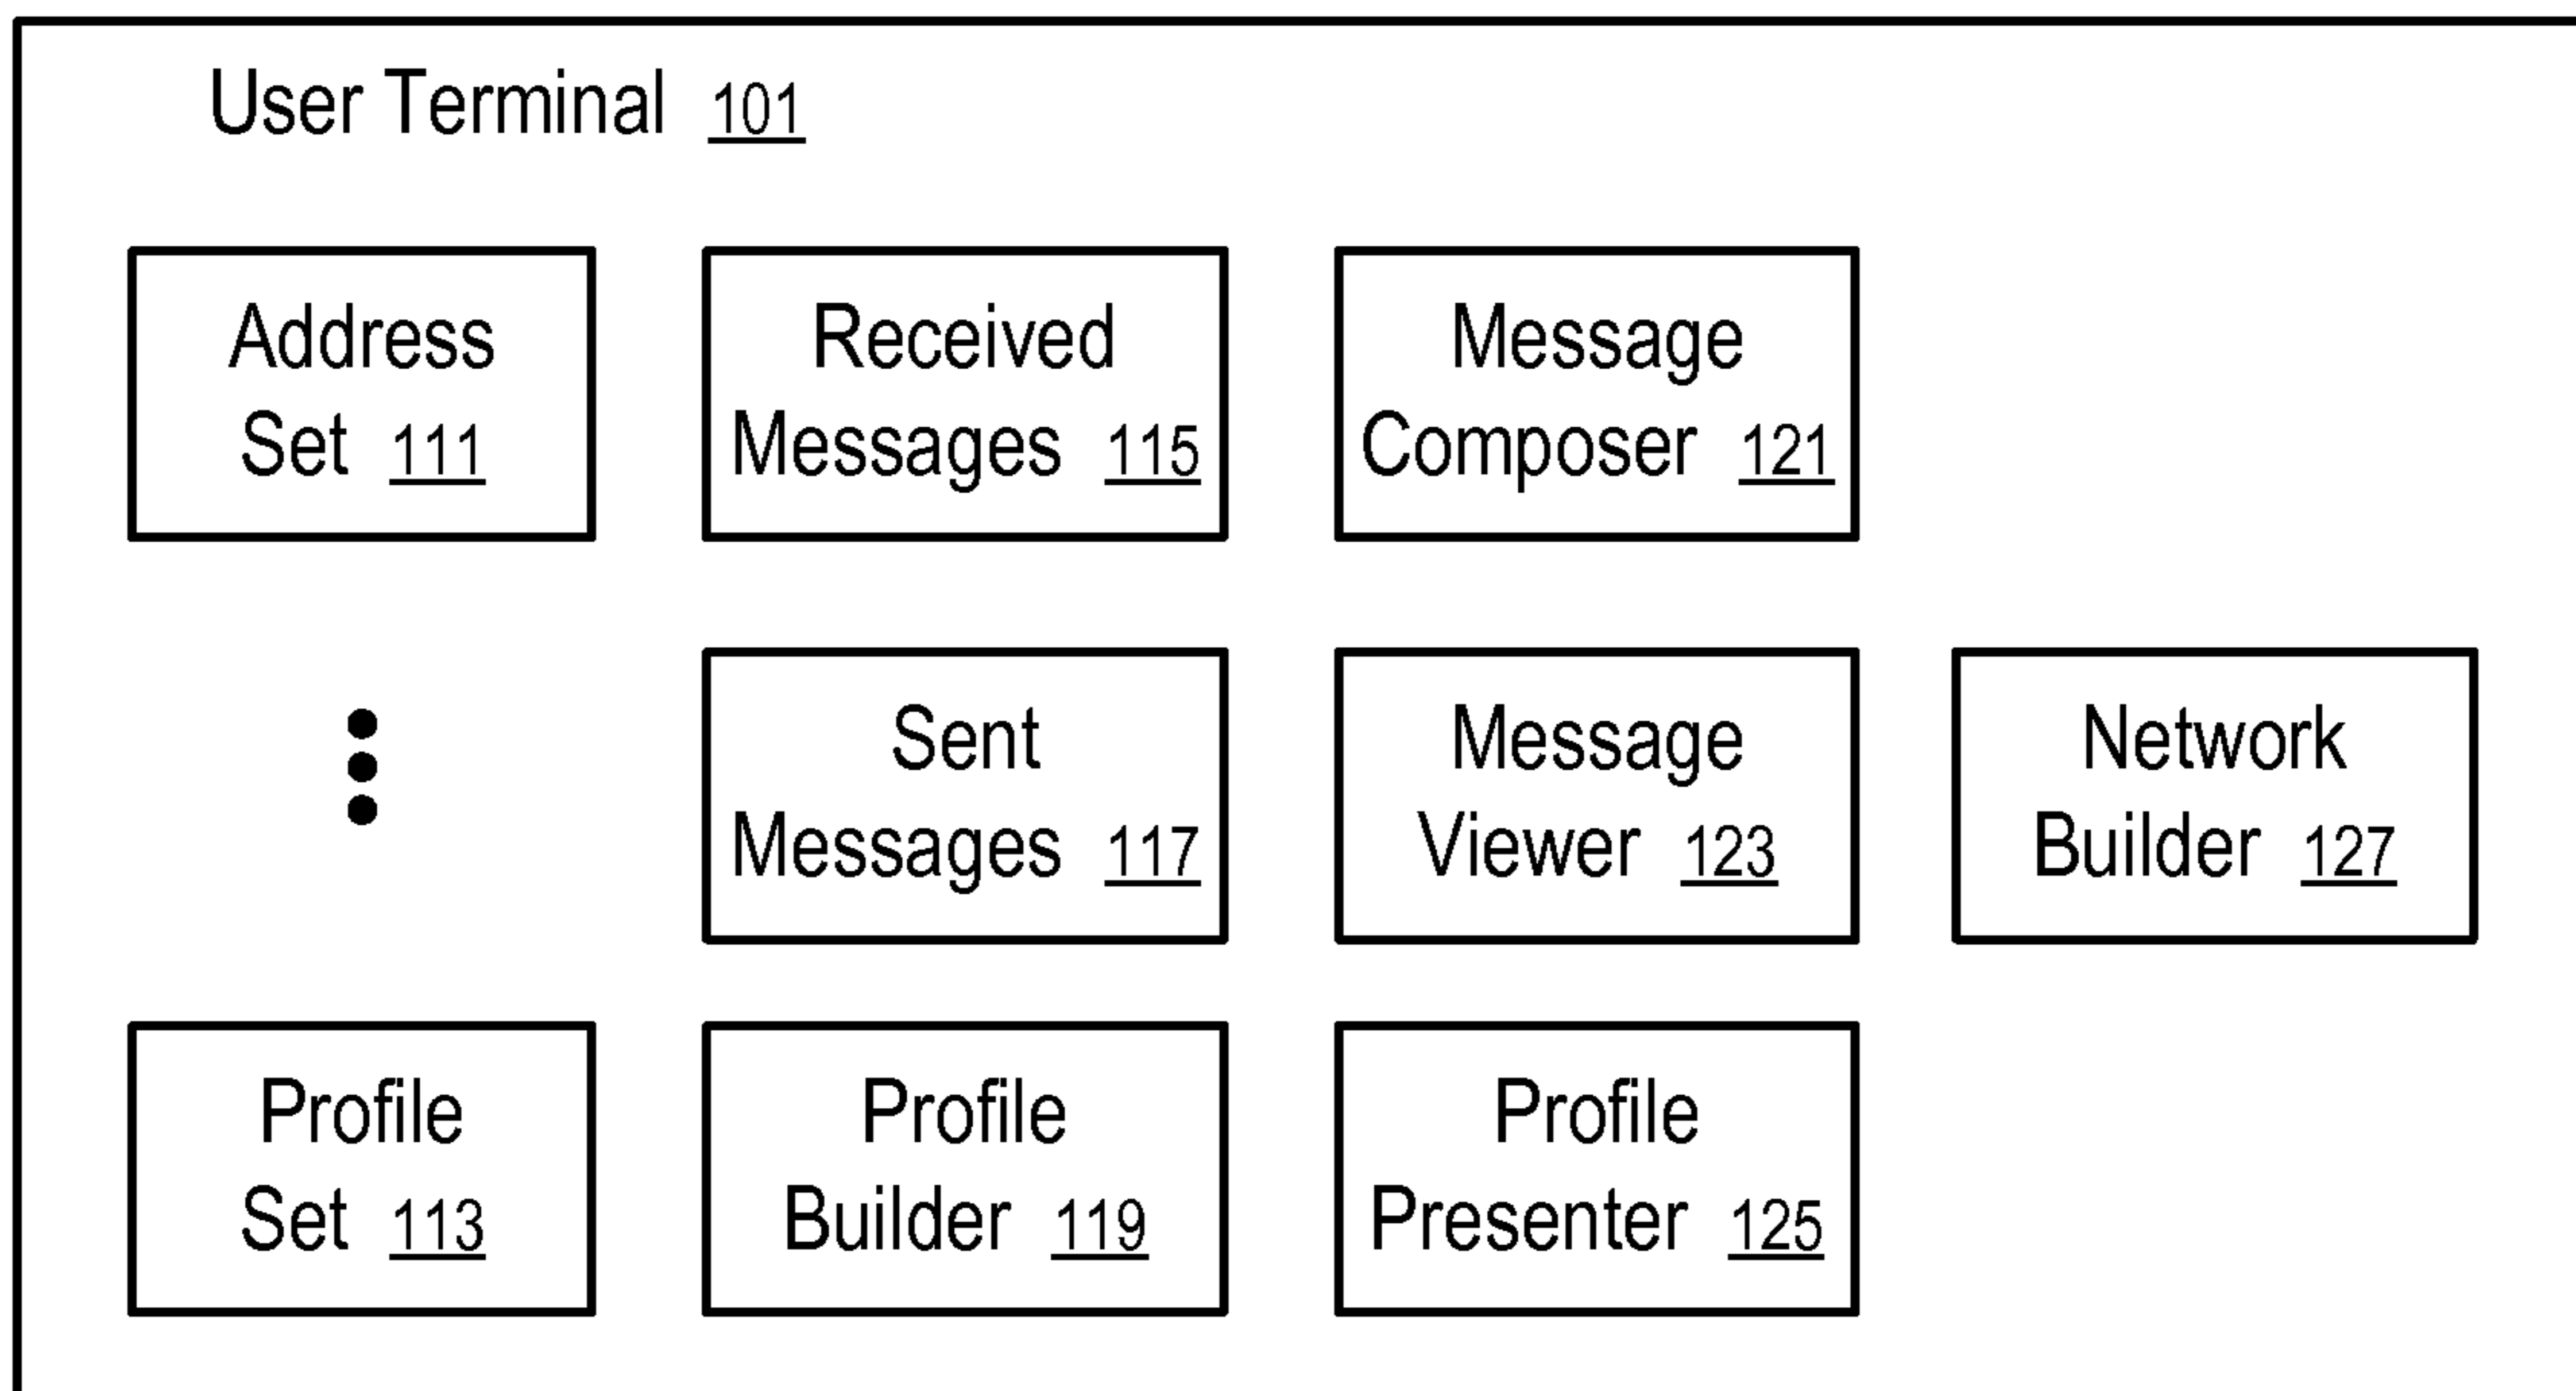 User Terminal 101
Address
Set 111
Received
Messages 115
Message
Composer 121
Sent
Messages 117
Message
Viewer 123
Network
Builder 127
Profile
Set 113
Profile
Builder 119
Profile
Presenter 125